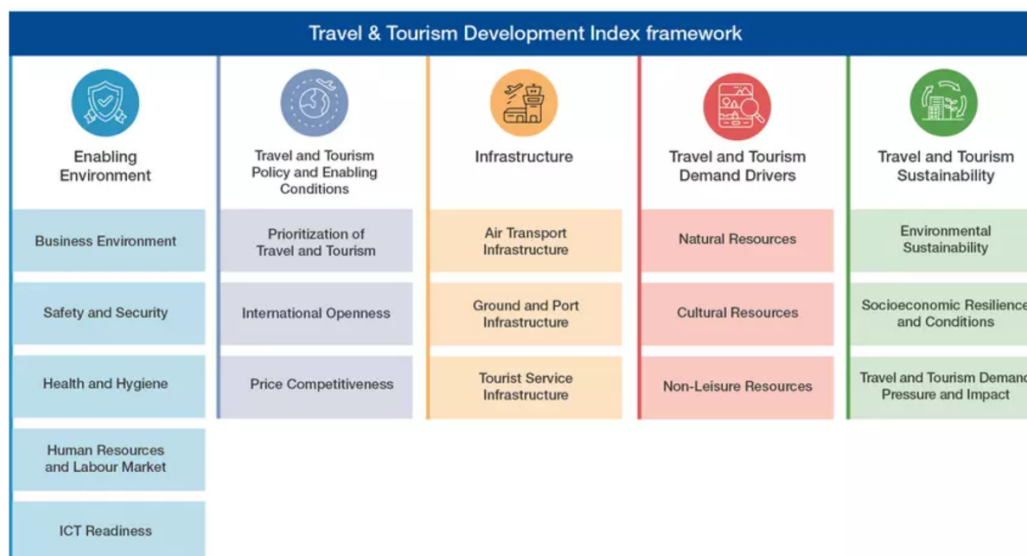 Travel & Tourism Development Index framework
Enabling
Environment
Business Environment
Safety and Security
Health and Hygiene
Human Resources
and Labour Market
ICT Readiness
Travel and Tourism
Policy and Enabling
Conditions
Prioritization of
Travel and Tourism
International Openness
Price Competitiveness
Infrastructure
Air Transport
Infrastructure
Ground and Port
Infrastructure
Tourist Service
Infrastructure
Travel and Tourism
Demand Drivers
Natural Resources
Cultural Resources
Non-Leisure Resources
Travel and Tourism
Sustainability
Environmental
Sustainability
Socioeconomic Resilience
and Conditions
Travel and Tourism Demand
Pressure and Impact